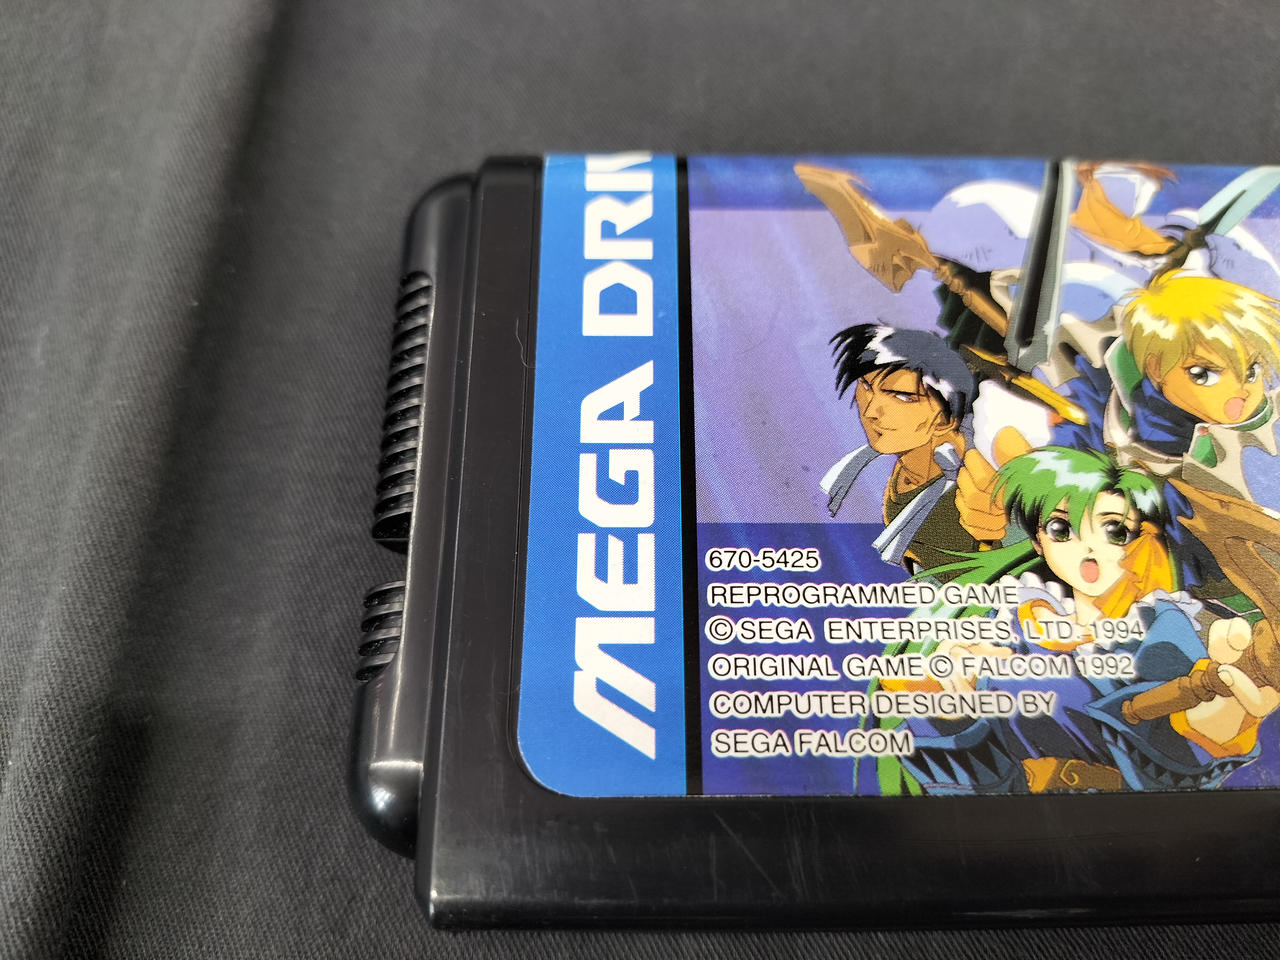 MEGA DRI
670-5425
REPROGRAMMED GAME
© SEGA ENTERPRISES, LTD. 1994
ORIGINAL GAME © FALCOM 1992
COMPUTER DESIGNED BY
SEGA FALCOM